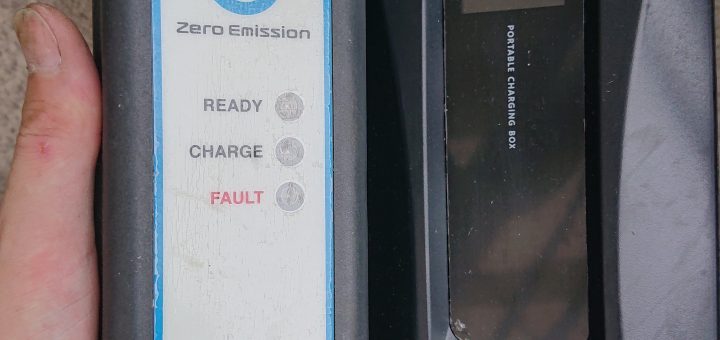 Zero Emission
READY
CHARGE
FAULT
PORTABLE CHARGING BOX